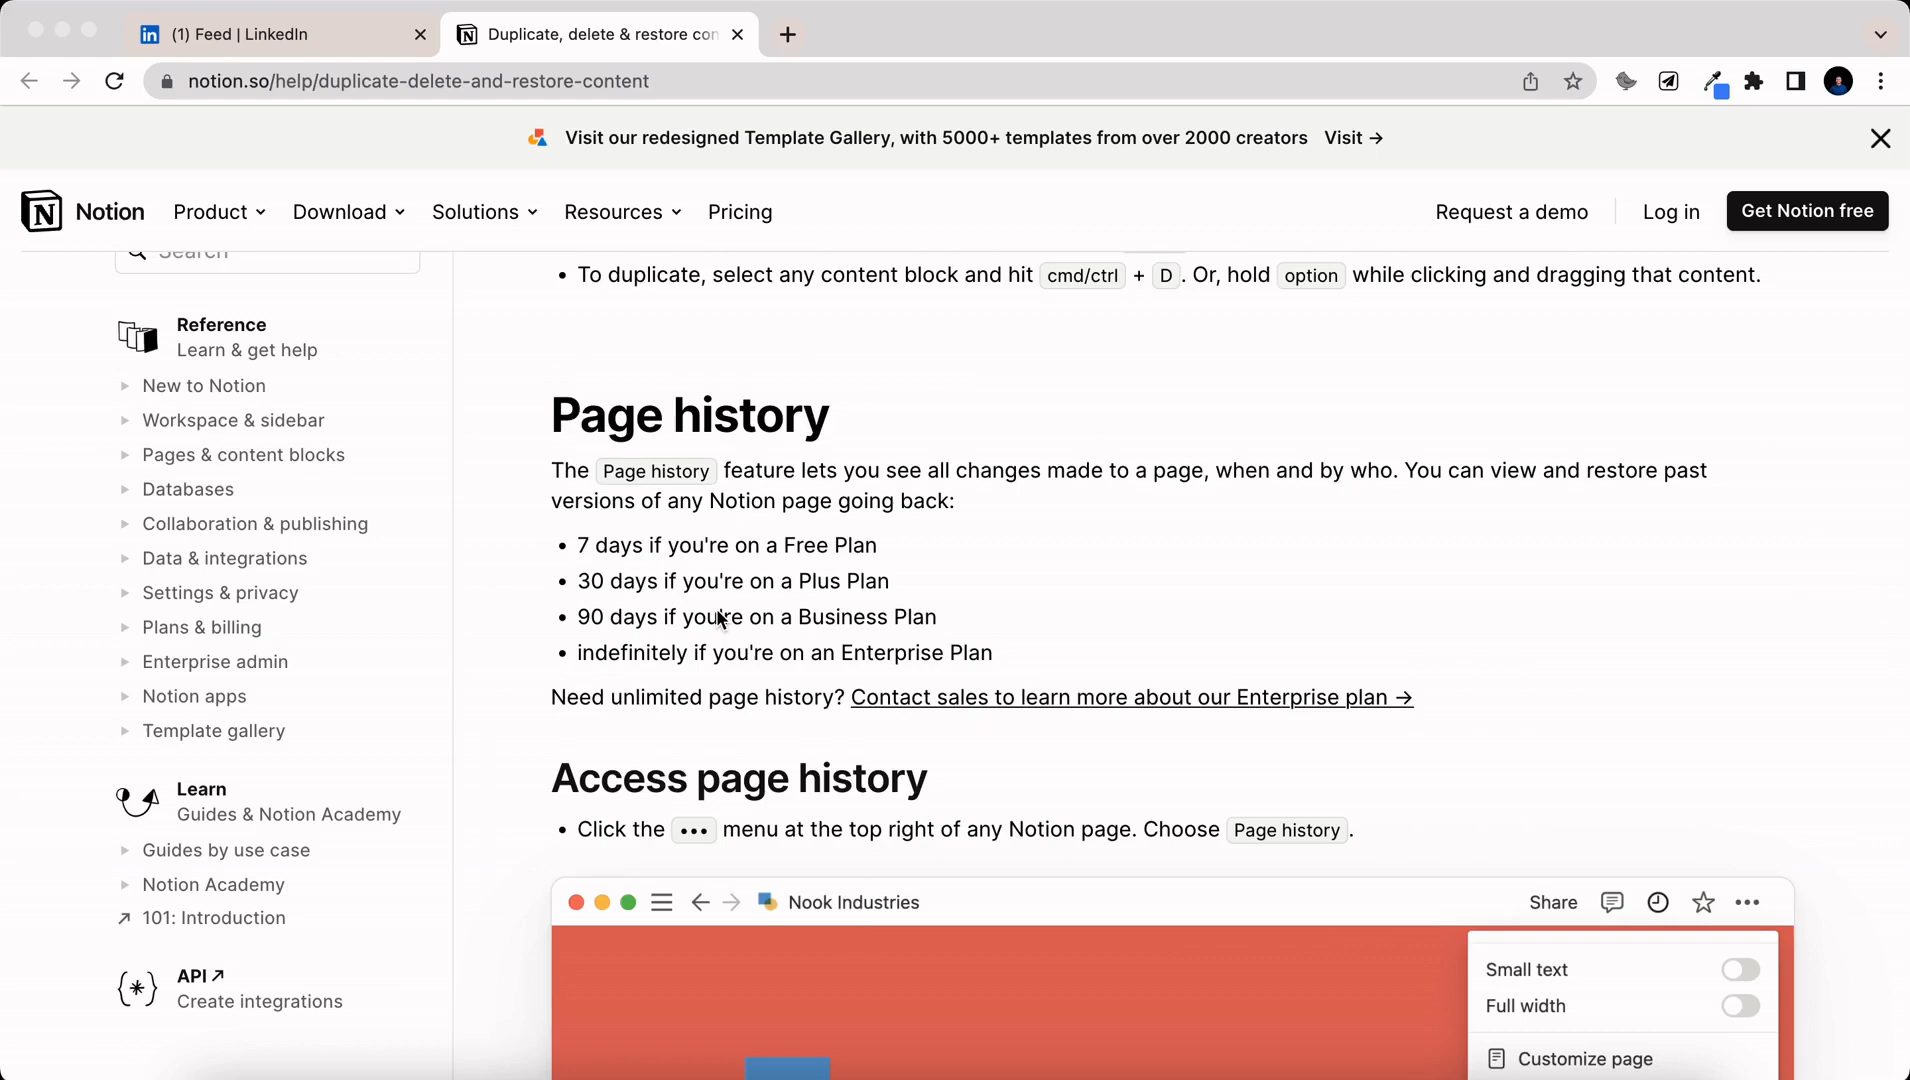 (1) Feed | LinkedIn
Duplicate, delete & restore con
notion.so/help/duplicate-delete-and-restore-content
Visit our redesigned Template Gallery, with 5000+ templates from over 2000 creators Visit →
Notion Product Download Solutions Resources Pricing Request a demo Log in Get Notion free
Search
Reference
Learn & get help
New to Notion
Workspace & sidebar
Pages & content blocks
Databases
Collaboration & publishing
Data & integrations
Settings & privacy
Plans & billing
Enterprise admin
Notion apps
Template gallery
Learn
Guides & Notion Academy
Guides by use case
Notion Academy
↗ 101: Introduction
API ↗
Create integrations
• To duplicate, select any content block and hit cmd/ctrl + D . Or, hold option while clicking and dragging that content.
Page history
The Page history feature lets you see all changes made to a page, when and by who. You can view and restore past
versions of any Notion page going back:
• 7 days if you're on a Free Plan
• 30 days if you're on a Plus Plan
• 90 days if you're on a Business Plan
• indefinitely if you're on an Enterprise Plan
Need unlimited page history? Contact sales to learn more about our Enterprise plan →
Access page history
• Click the ••• menu at the top right of any Notion page. Choose Page history .
Nook Industries
Share
Small text
Full width
Customize page